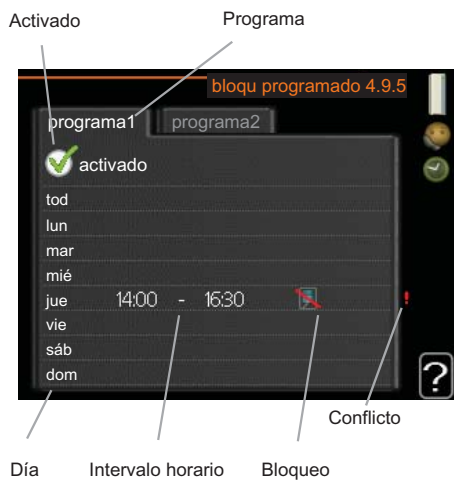 Activado
Programa
bloqu programado 4.9.5
programa1
programa2
activado
tod
lun
mar
mié
jue 14:00 - 16:30 !
vie
sáb
dom
?
Conflicto
Día
Intervalo horario
Bloqueo